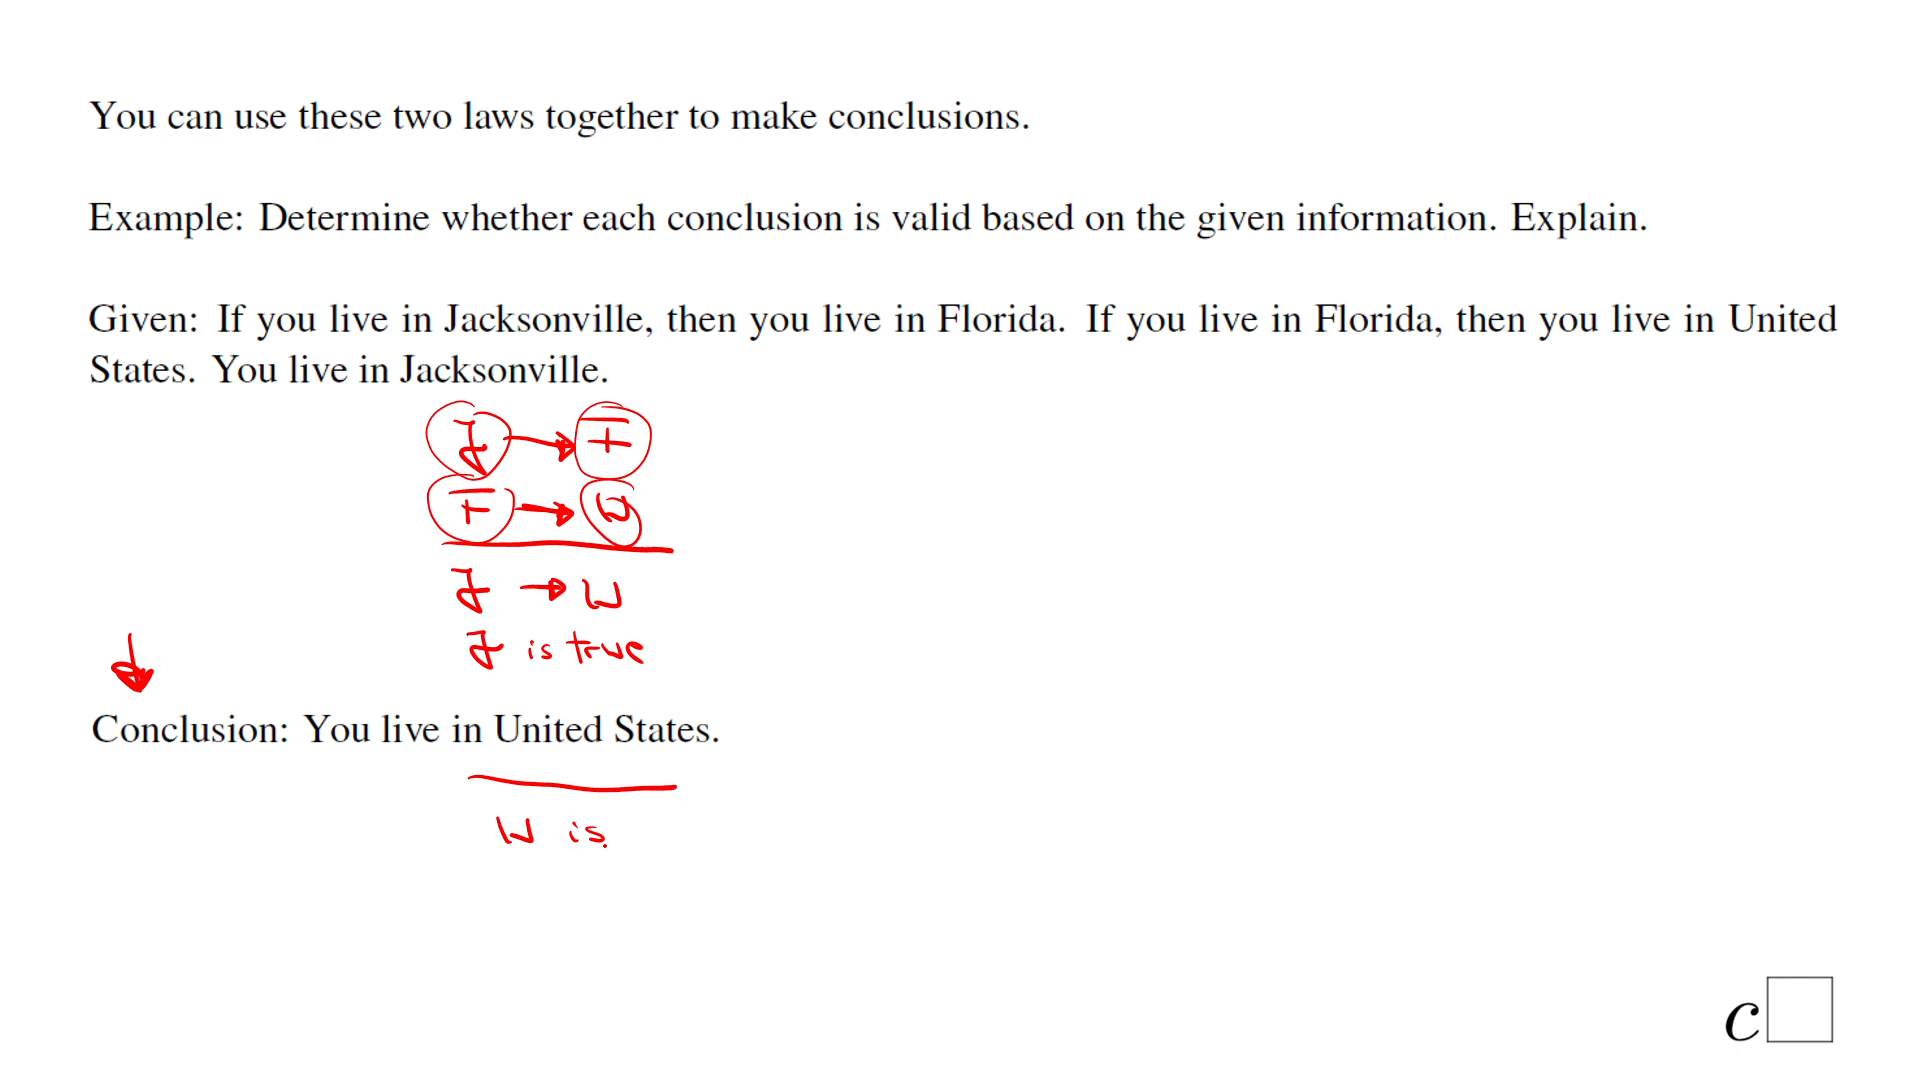 You can use these two laws together to make conclusions.
Example: Determine whether each conclusion is valid based on the given information. Explain.
Given: If you live in Jacksonville, then you live in Florida. If you live in Florida, then you live in United
States. You live in Jacksonville.
J → F
F → U
J → U
J is true
Conclusion: You live in United States.
U is
c